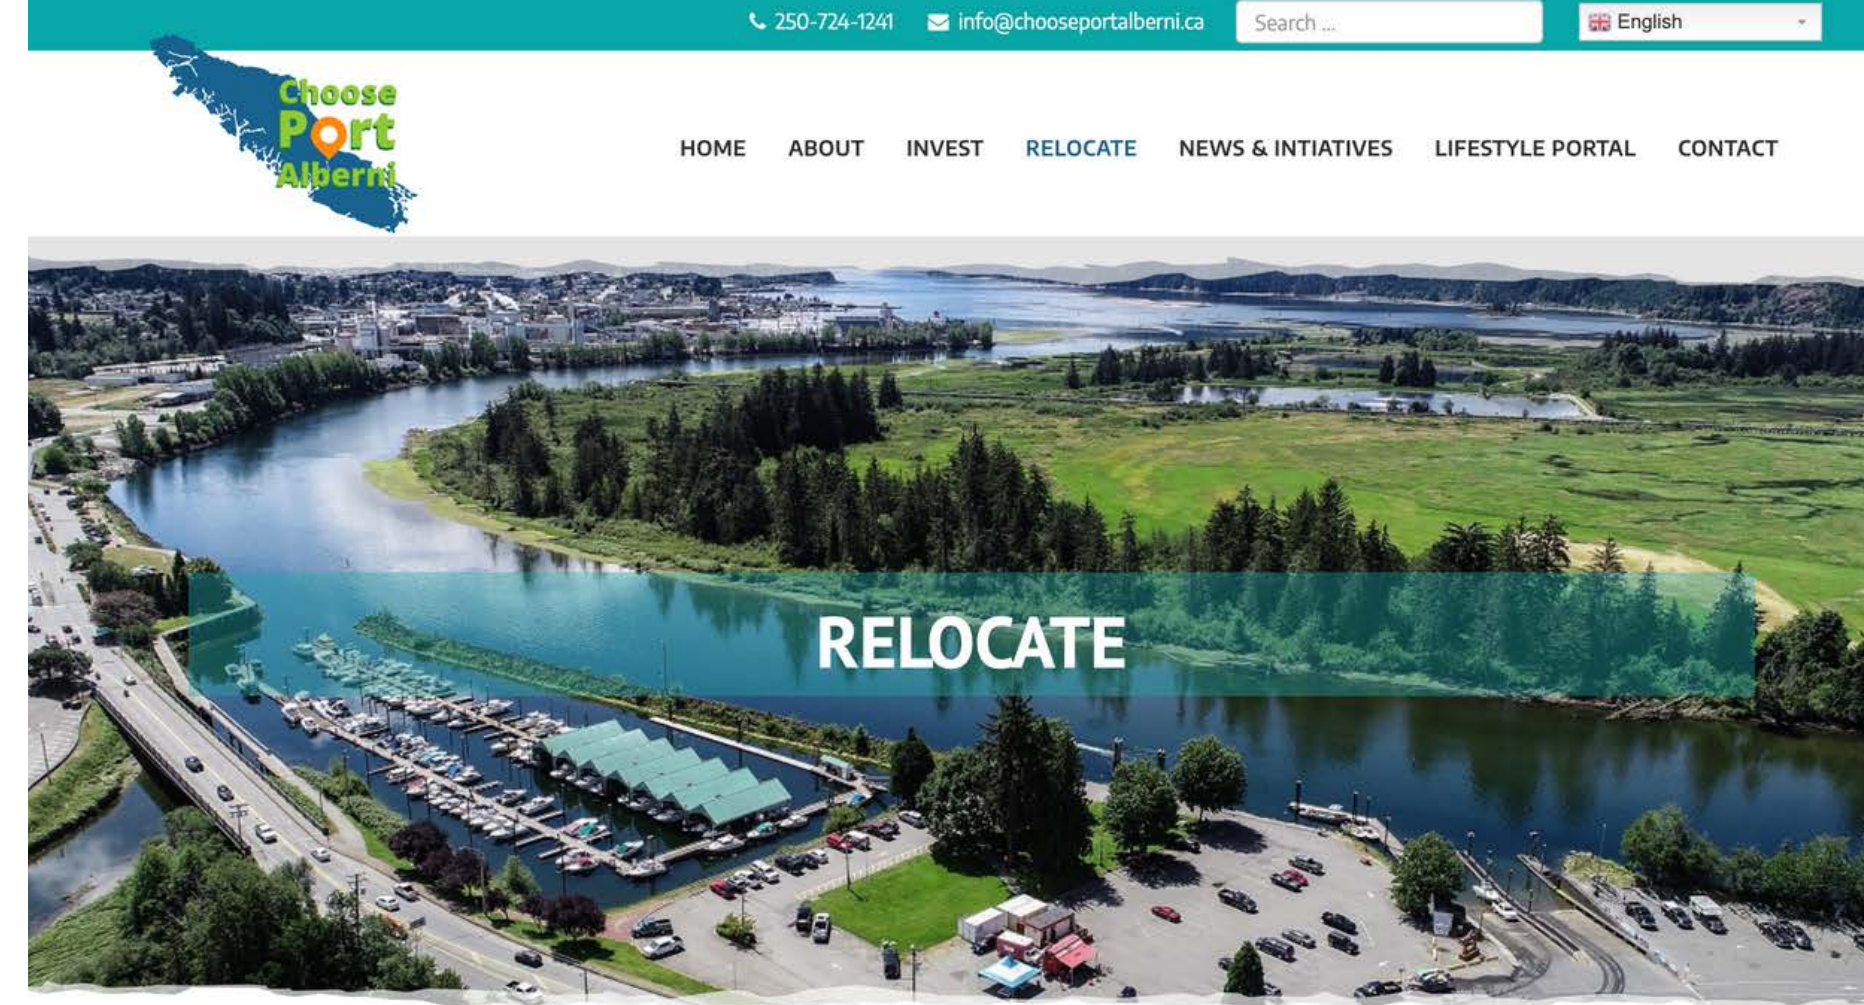 250-724-1241 info@chooseportalberni.ca Search ... English
Choose
Port
Alberni
HOME ABOUT INVEST RELOCATE NEWS & INTIATIVES LIFESTYLE PORTAL CONTACT
RELOCATE